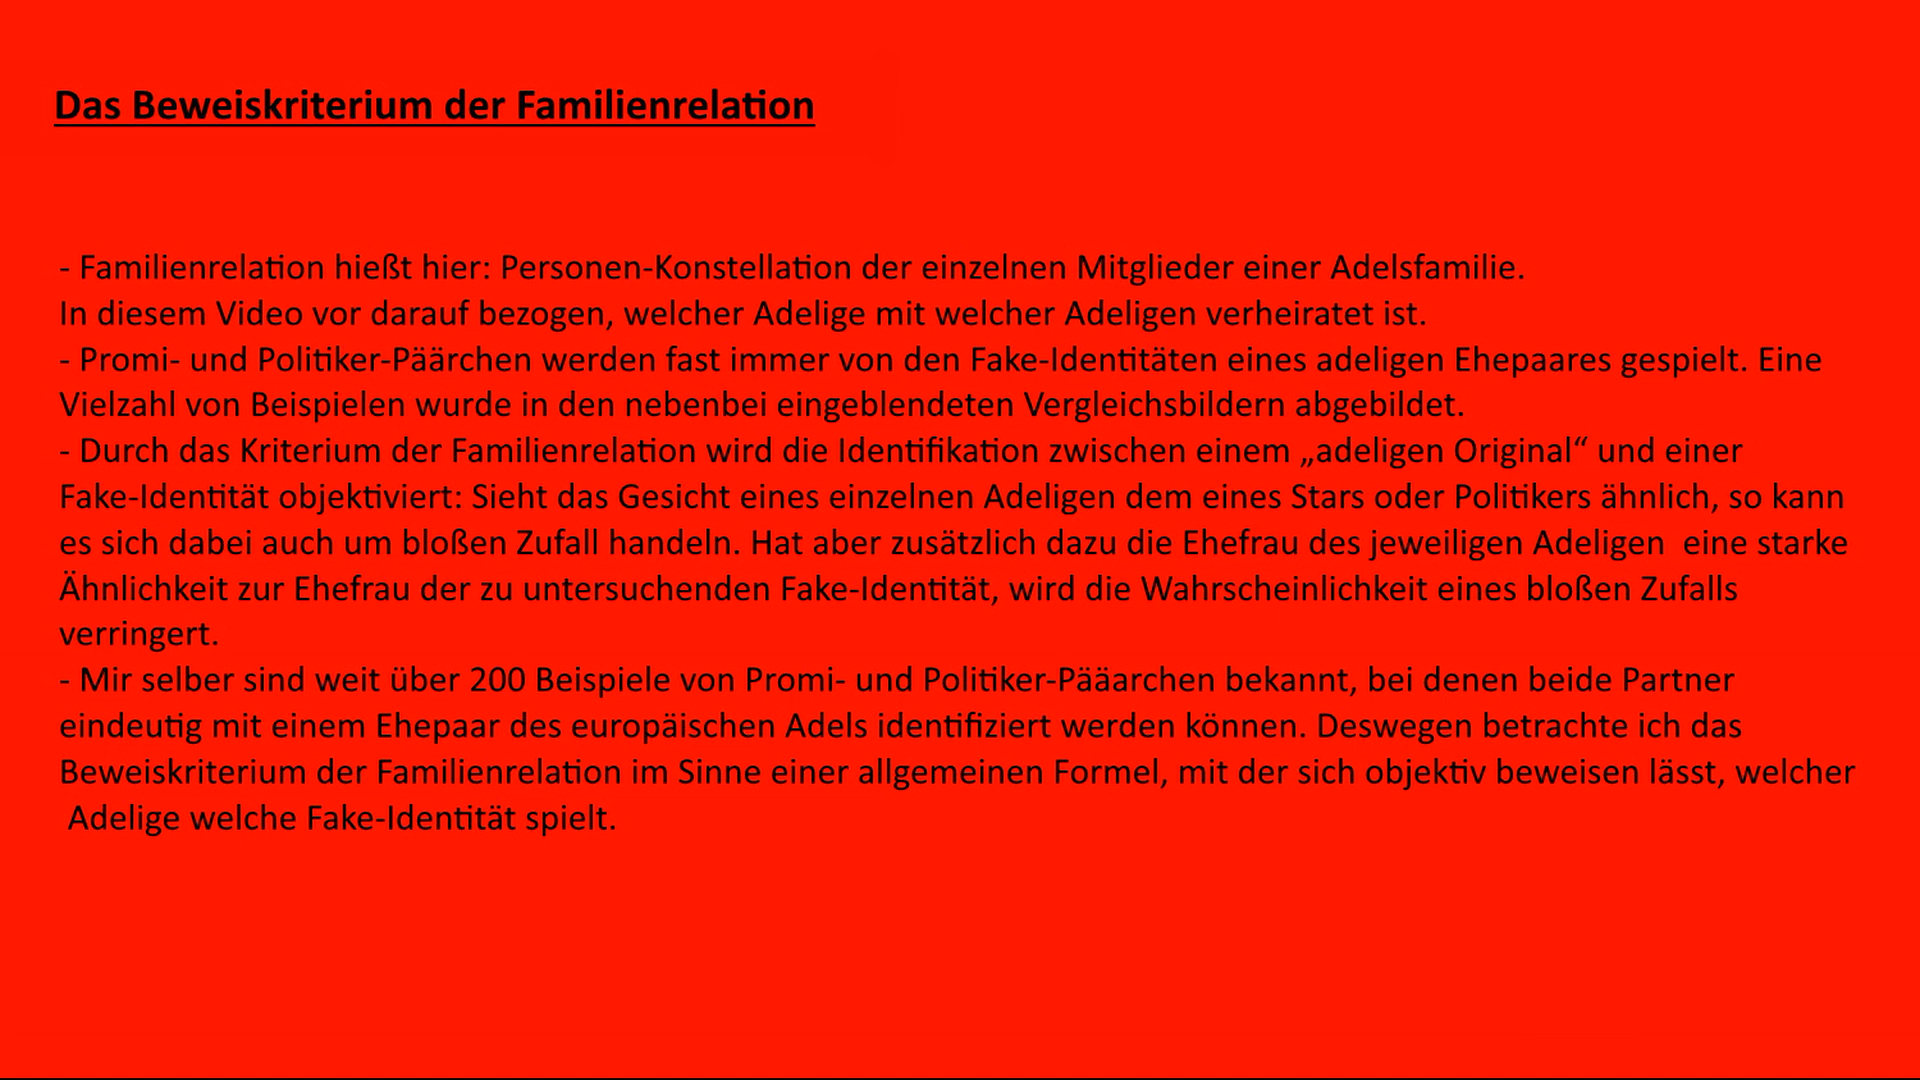 Das Beweiskriterium der Familienrelation
- Familienrelation hießt hier: Personen-Konstellation der einzelnen Mitglieder einer Adelsfamilie.
In diesem Video vor darauf bezogen, welcher Adelige mit welcher Adeligen verheiratet ist.
- Promi- und Politiker-Päärchen werden fast immer von den Fake-Identitäten eines adeligen Ehepaares gespielt. Eine
Vielzahl von Beispielen wurde in den nebenbei eingeblendeten Vergleichsbildern abgebildet.
- Durch das Kriterium der Familienrelation wird die Identifikation zwischen einem „adeligen Original“ und einer
Fake-Identität objektiviert: Sieht das Gesicht eines einzelnen Adeligen dem eines Stars oder Politikers ähnlich, so kann
es sich dabei auch um bloßen Zufall handeln. Hat aber zusätzlich dazu die Ehefrau des jeweiligen Adeligen  eine starke
Ähnlichkeit zur Ehefrau der zu untersuchenden Fake-Identität, wird die Wahrscheinlichkeit eines bloßen Zufalls
verringert.
- Mir selber sind weit über 200 Beispiele von Promi- und Politiker-Pääarchen bekannt, bei denen beide Partner
eindeutig mit einem Ehepaar des europäischen Adels identifiziert werden können. Deswegen betrachte ich das
Beweiskriterium der Familienrelation im Sinne einer allgemeinen Formel, mit der sich objektiv beweisen lässt, welcher
Adelige welche Fake-Identität spielt.